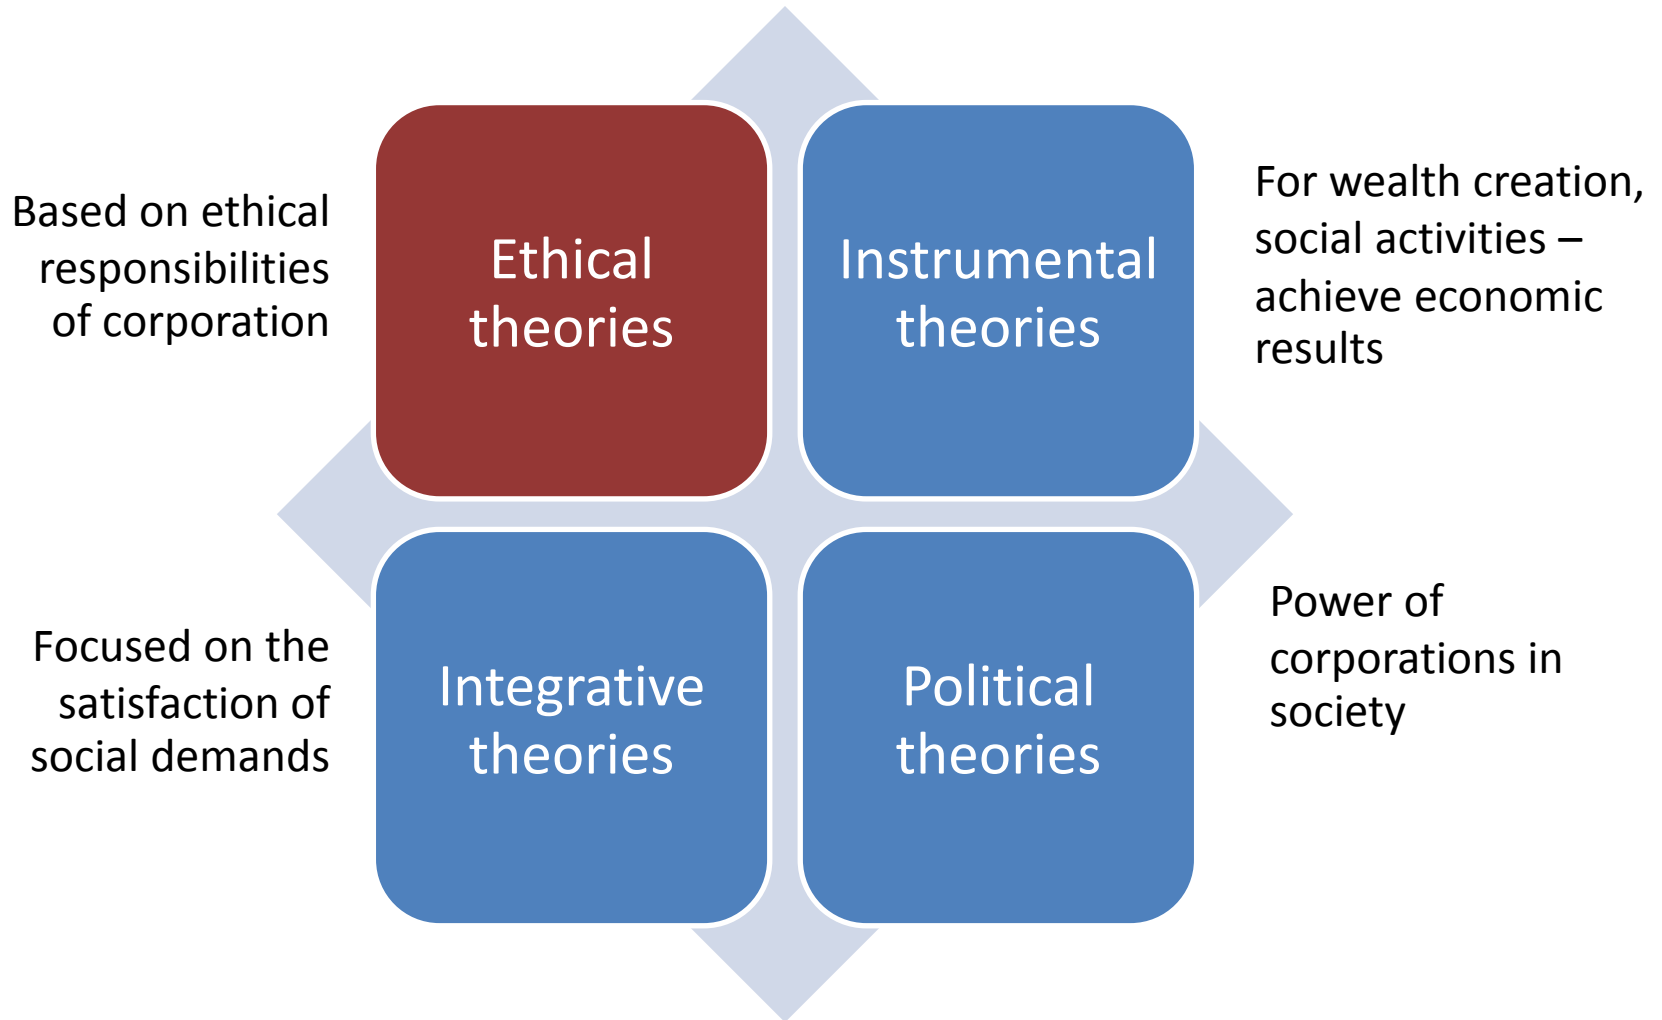 Based on ethical
responsibilities
of corporation
Ethical
theories
Instrumental
theories
For wealth creation,
social activities –
achieve economic
results
Focused on the
satisfaction of
social demands
Integrative
theories
Political
theories
Power of
corporations in
society